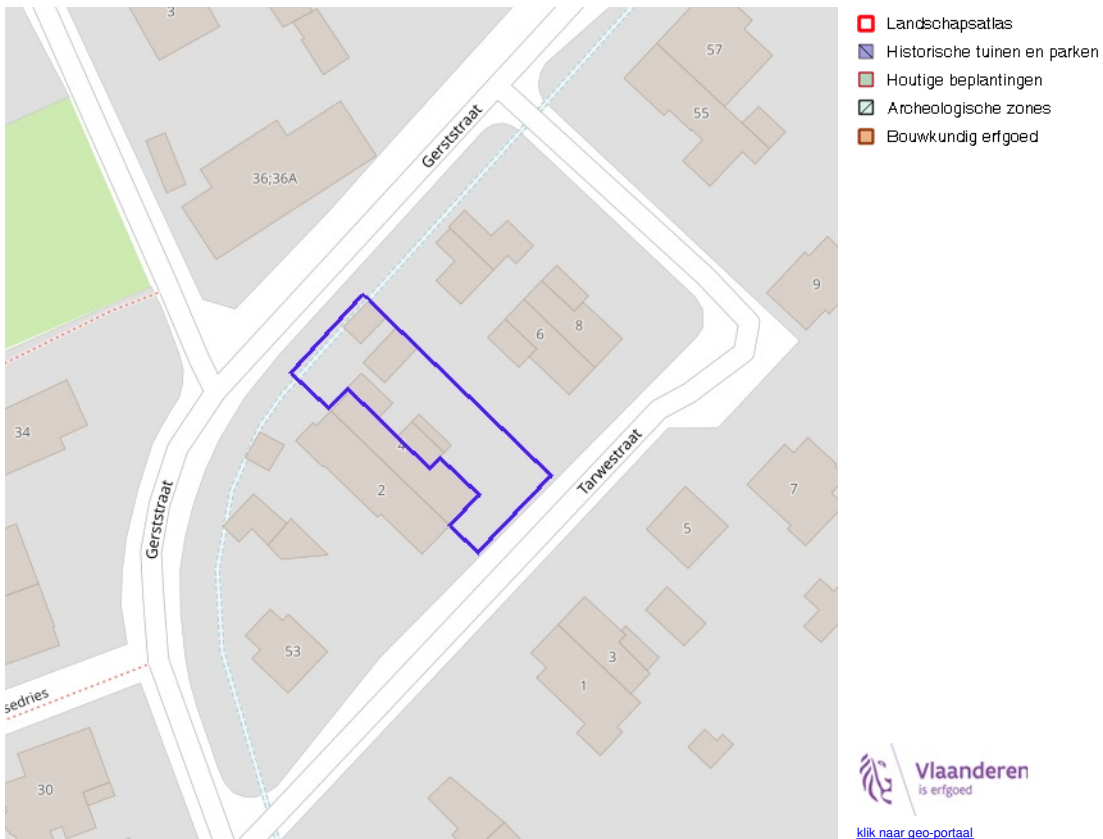 3
57
55
Gerststraat
36;36A
9
8
6
4
2
34
Tarwestraat
7
5
Gerststraat
53
3
1
sedries
30
Landschapsatlas
Historische tuinen en parken
Houtige beplantingen
Archeologische zones
Bouwkundig erfgoed
Vlaanderen
is erfgoed
klik naar geo-portaal